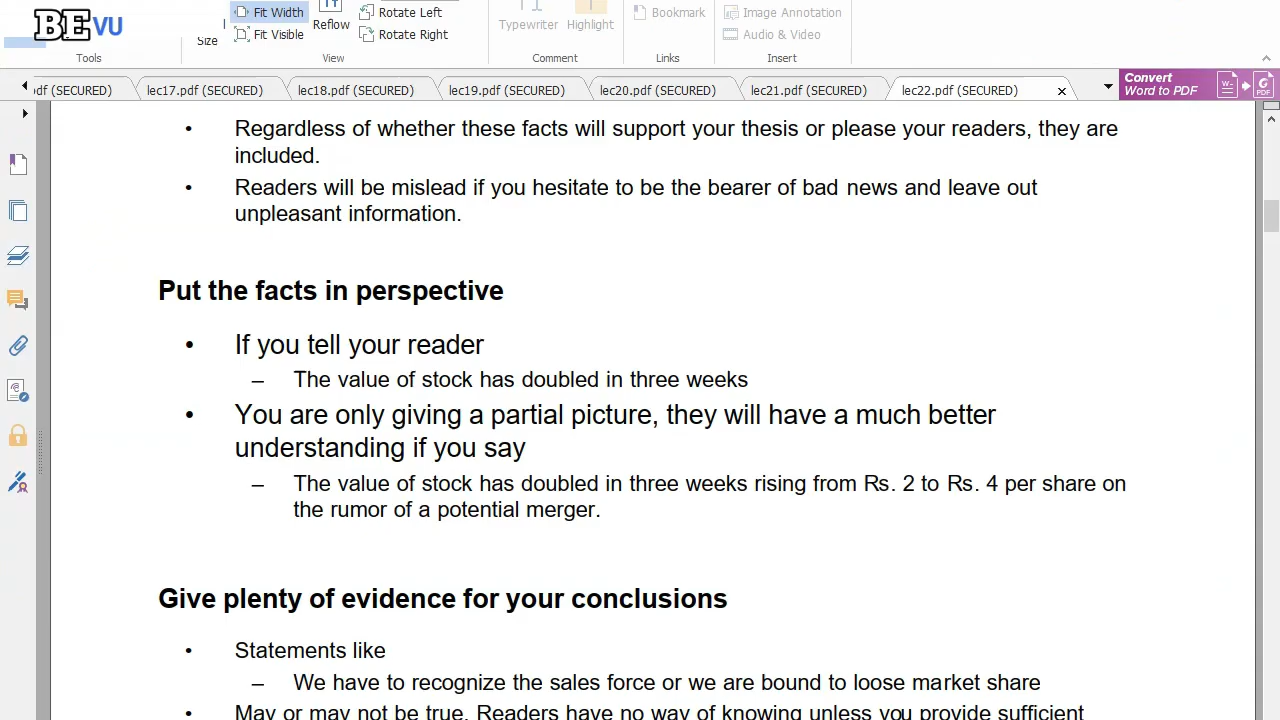 BEVU
Fit Width
Rotate Left
Reflow
Typewriter
Highlight
Bookmark
Image Annotation
Size
Fit Visible
Rotate Right
Audio & Video
Tools
View
Comment
Links
Insert
pdf (SECURED)
lec17.pdf (SECURED)
lec18.pdf (SECURED)
lec19.pdf (SECURED)
lec20.pdf (SECURED)
lec21.pdf (SECURED)
lec22.pdf (SECURED)
Convert
Word to PDF
PDF
• Regardless of whether these facts will support your thesis or please your readers, they are
included.
• Readers will be mislead if you hesitate to be the bearer of bad news and leave out
unpleasant information.
Put the facts in perspective
• If you tell your reader
– The value of stock has doubled in three weeks
• You are only giving a partial picture, they will have a much better
understanding if you say
– The value of stock has doubled in three weeks rising from Rs. 2 to Rs. 4 per share on
the rumor of a potential merger.
Give plenty of evidence for your conclusions
• Statements like
– We have to recognize the sales force or we are bound to loose market share
• May or may not be true. Readers have no way of knowing unless you provide sufficient